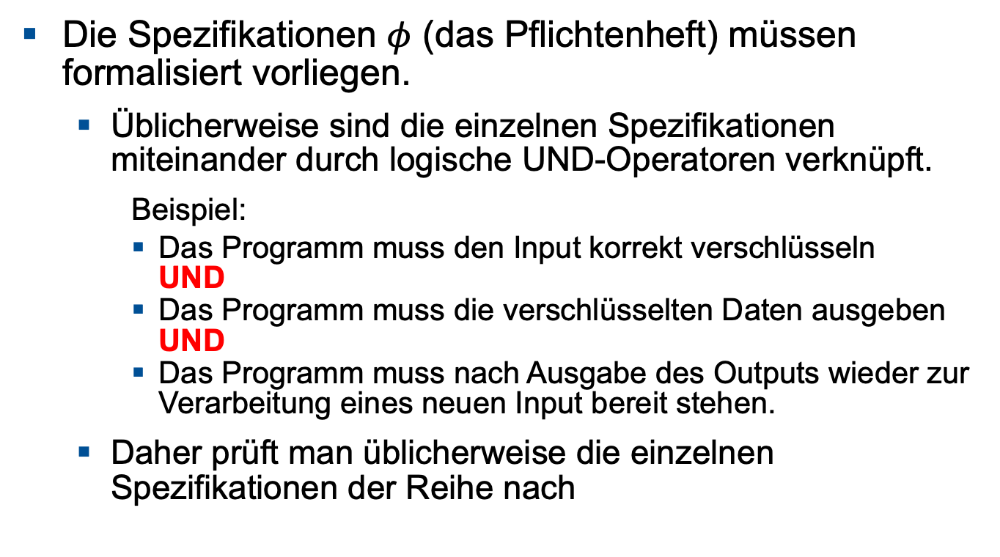 Die Spezifikationen ϕ (das Pflichtenheft) müssen
formalisiert vorliegen.
Üblicherweise sind die einzelnen Spezifikationen
miteinander durch logische UND-Operatoren verknüpft.
Beispiel:
Das Programm muss den Input korrekt verschlüsseln
UND
Das Programm muss die verschlüsselten Daten ausgeben
UND
Das Programm muss nach Ausgabe des Outputs wieder zur
Verarbeitung eines neuen Input bereit stehen.
Daher prüft man üblicherweise die einzelnen
Spezifikationen der Reihe nach